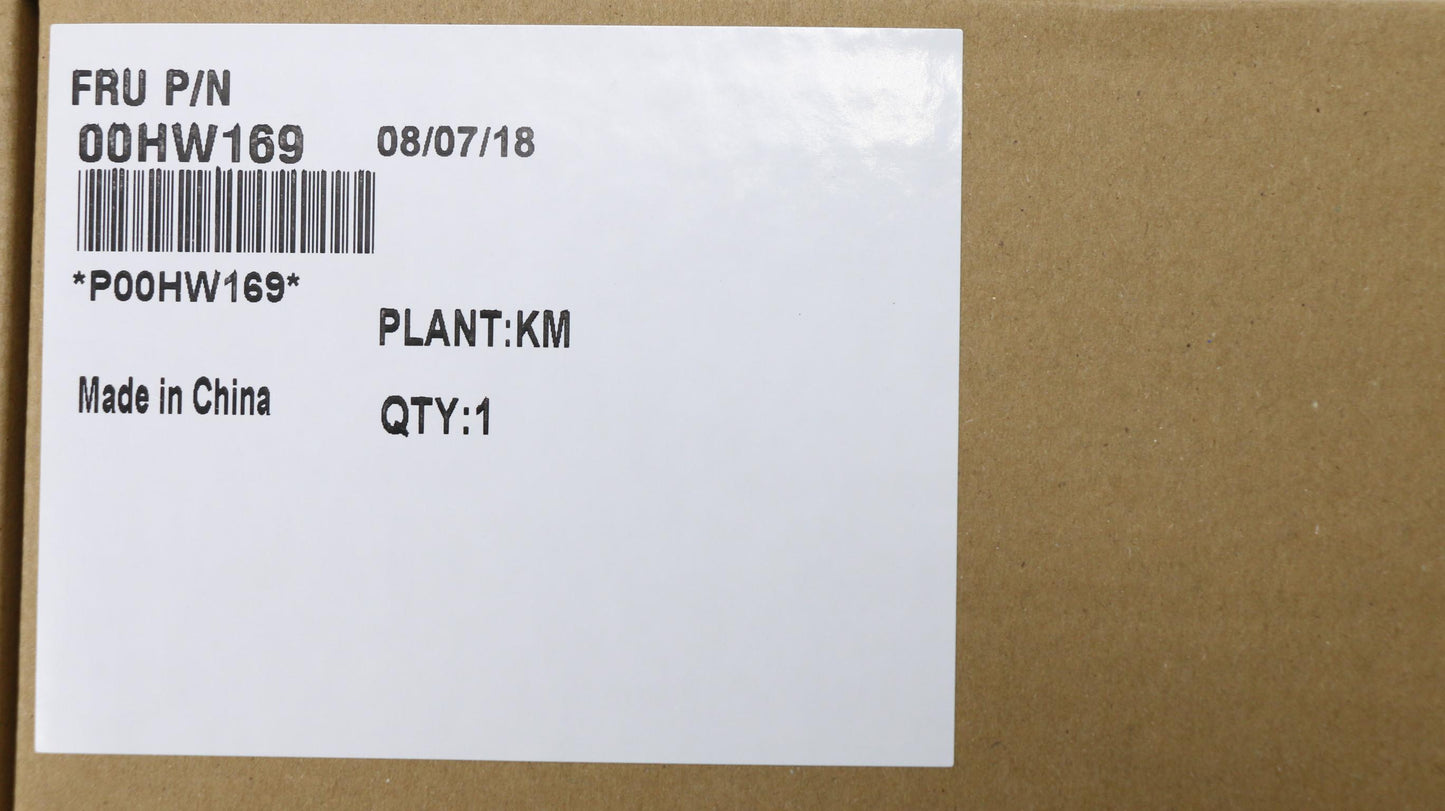 FRU P/N
00HW169 08/07/18
*P00HW169*
PLANT:KM
Made in China
QTY:1